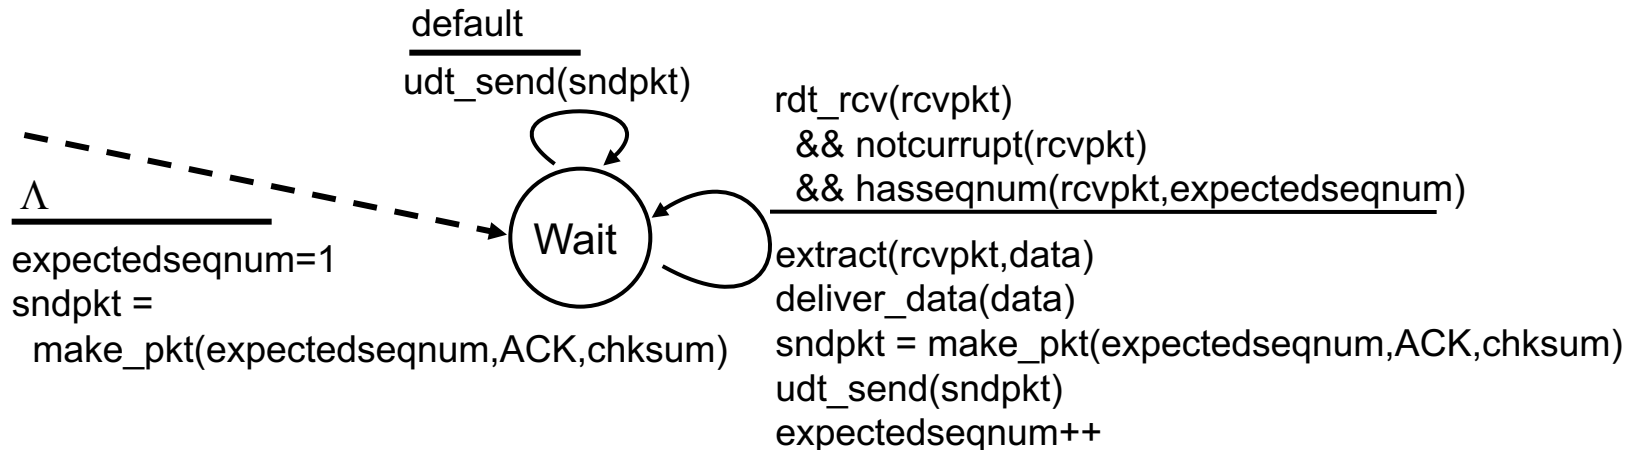 default
udt_send(sndpkt)
rdt_rcv(rcvpkt)
&& notcurrupt(rcvpkt)
&& hasseqnum(rcvpkt,expectedseqnum)
Λ
Wait
expectedseqnum=1
sndpkt =
make_pkt(expectedseqnum,ACK,chksum)
extract(rcvpkt,data)
deliver_data(data)
sndpkt = make_pkt(expectedseqnum,ACK,chksum)
udt_send(sndpkt)
expectedseqnum++